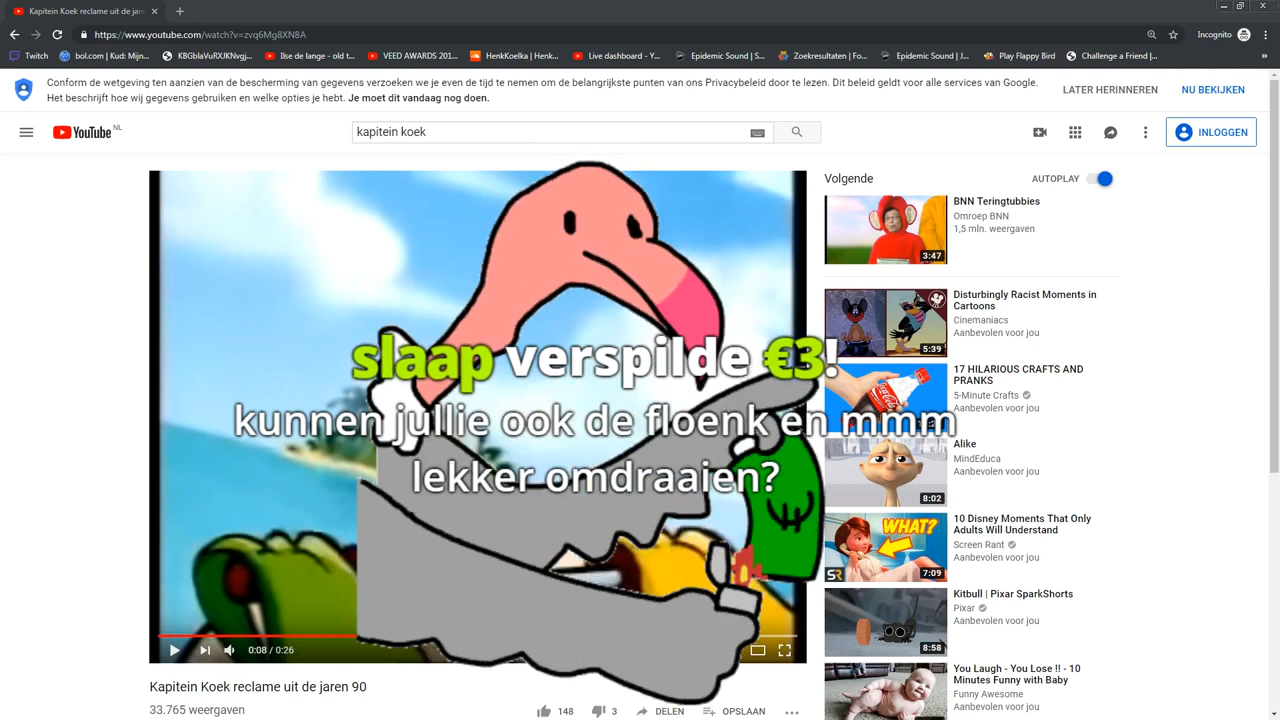 Kapitein Koek reclame uit de jaren
https://www.youtube.com/watch?v=zvq6Mg8XN8A
Incognito
Twitch
bol.com | Kud: Mijn...
KBGbIaVuRXJKNvgj...
Ilse de lange - old t...
VEED AWARDS 201...
HenkKoelka | Henk...
Live dashboard - Y...
Epidemic Sound | S...
Zoekresultaten | Fo...
Epidemic Sound | J...
Play Flappy Bird
Challenge a Friend |...
Conform de wetgeving ten aanzien van de bescherming van gegevens verzoeken we je even de tijd te nemen om de belangrijkste punten van ons Privacybeleid door te lezen. Dit beleid geldt voor alle services van Google.
Het beschrijft hoe wij gegevens gebruiken en welke opties je hebt. Je moet dit vandaag nog doen.
LATER HERINNEREN
NU BEKIJKEN
YouTube NL
kapitein koek
INLOGGEN
slaap verspilde €3!
kunnen jullie ook de floenk en mmm
lekker omdraaien?
0:08 / 0:26
Kapitein Koek reclame uit de jaren 90
33.765 weergaven
148
3
DELEN
OPSLAAN
Volgende
AUTOPLAY
BNN Teringtubbies
Omroep BNN
1,5 mln. weergaven
3:47
Disturbingly Racist Moments in
Cartoons
Cinemaniacs
Aanbevolen voor jou
5:39
17 HILARIOUS CRAFTS AND
PRANKS
5-Minute Crafts
Aanbevolen voor jou
Alike
MindEduca
Aanbevolen voor jou
8:02
10 Disney Moments That Only
Adults Will Understand
Screen Rant
Aanbevolen voor jou
WHAT?
SR
7:09
Kitbull | Pixar SparkShorts
Pixar
Aanbevolen voor jou
8:58
You Laugh - You Lose !! - 10
Minutes Funny with Baby
Funny Awesome
Aanbevolen voor jou